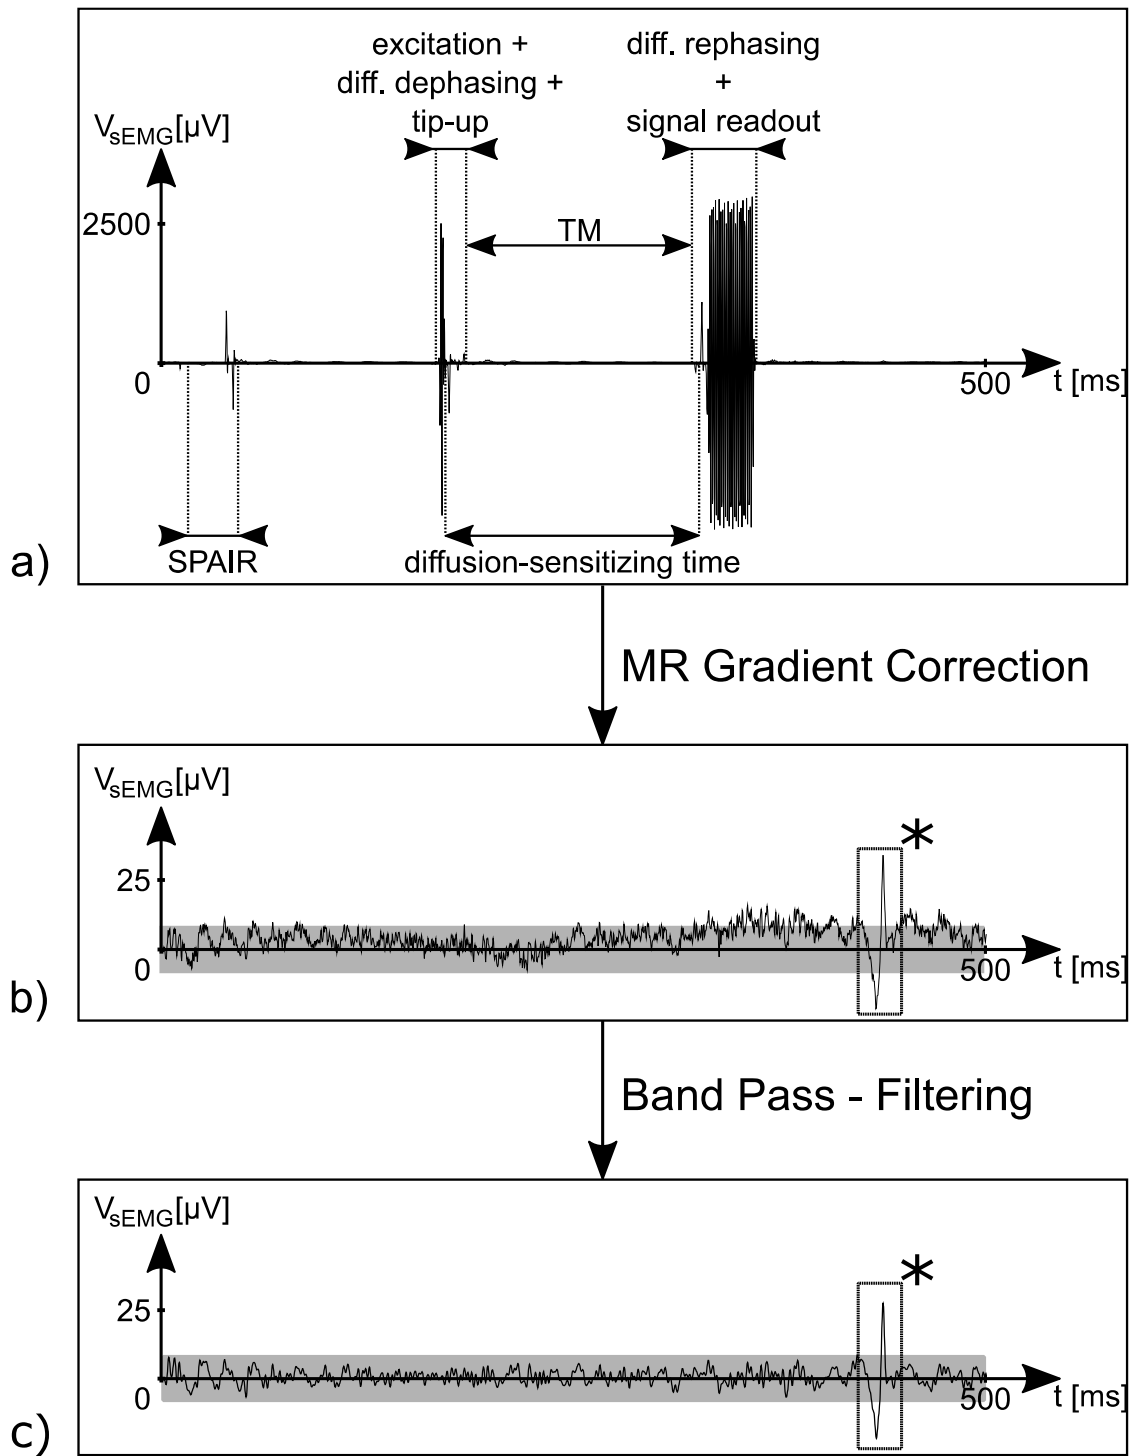 excitation +
diff. dephasing +
tip-up
diff. rephasing
+
signal readout
VsEMG[µV]
2500
TM
0
500
t [ms]
SPAIR
diffusion-sensitizing time
a)
MR Gradient Correction
VsEMG[µV]
*
25
0
500
t [ms]
b)
Band Pass - Filtering
VsEMG[µV]
*
25
0
500
t [ms]
c)